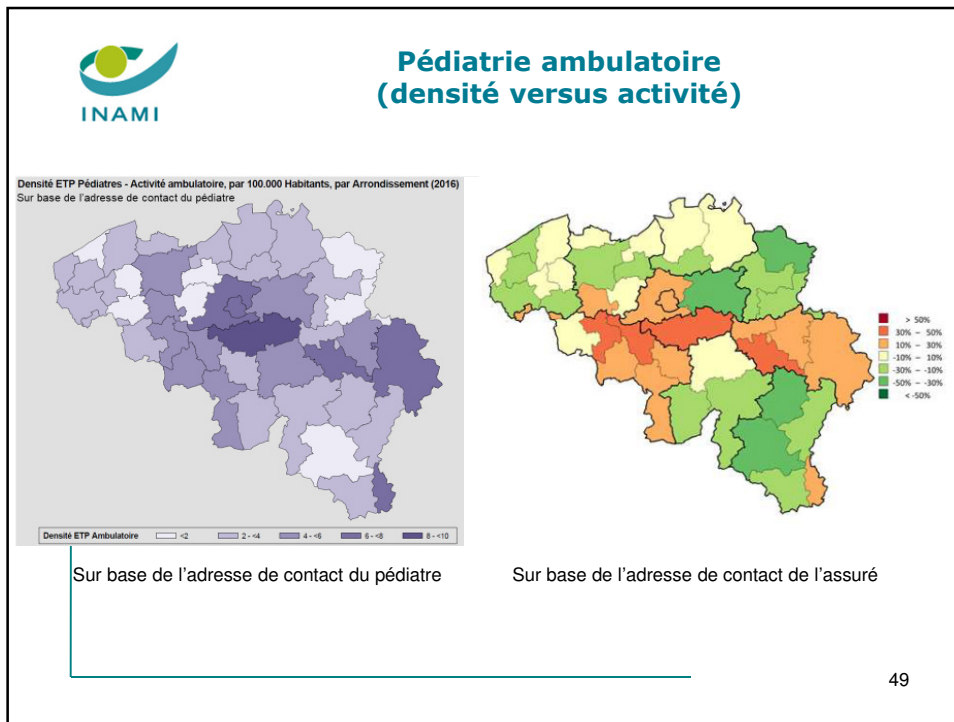 INAMI
Pédiatrie ambulatoire
(densité versus activité)
Densité ETP Pédiatres - Activité ambulatoire, par 100.000 Habitants, par Arrondissement (2016)
Sur base de l'adresse de contact du pédiatre
> 50%
30% – 50%
10% – 30%
-10% – 10%
-30% – -10%
-50% – -30%
< -50%
Densité ETP Ambulatoire <2 2 - <4 4 - <6 6 - <8 8 - <10
Sur base de l'adresse de contact du pédiatre
Sur base de l'adresse de contact de l'assuré
49